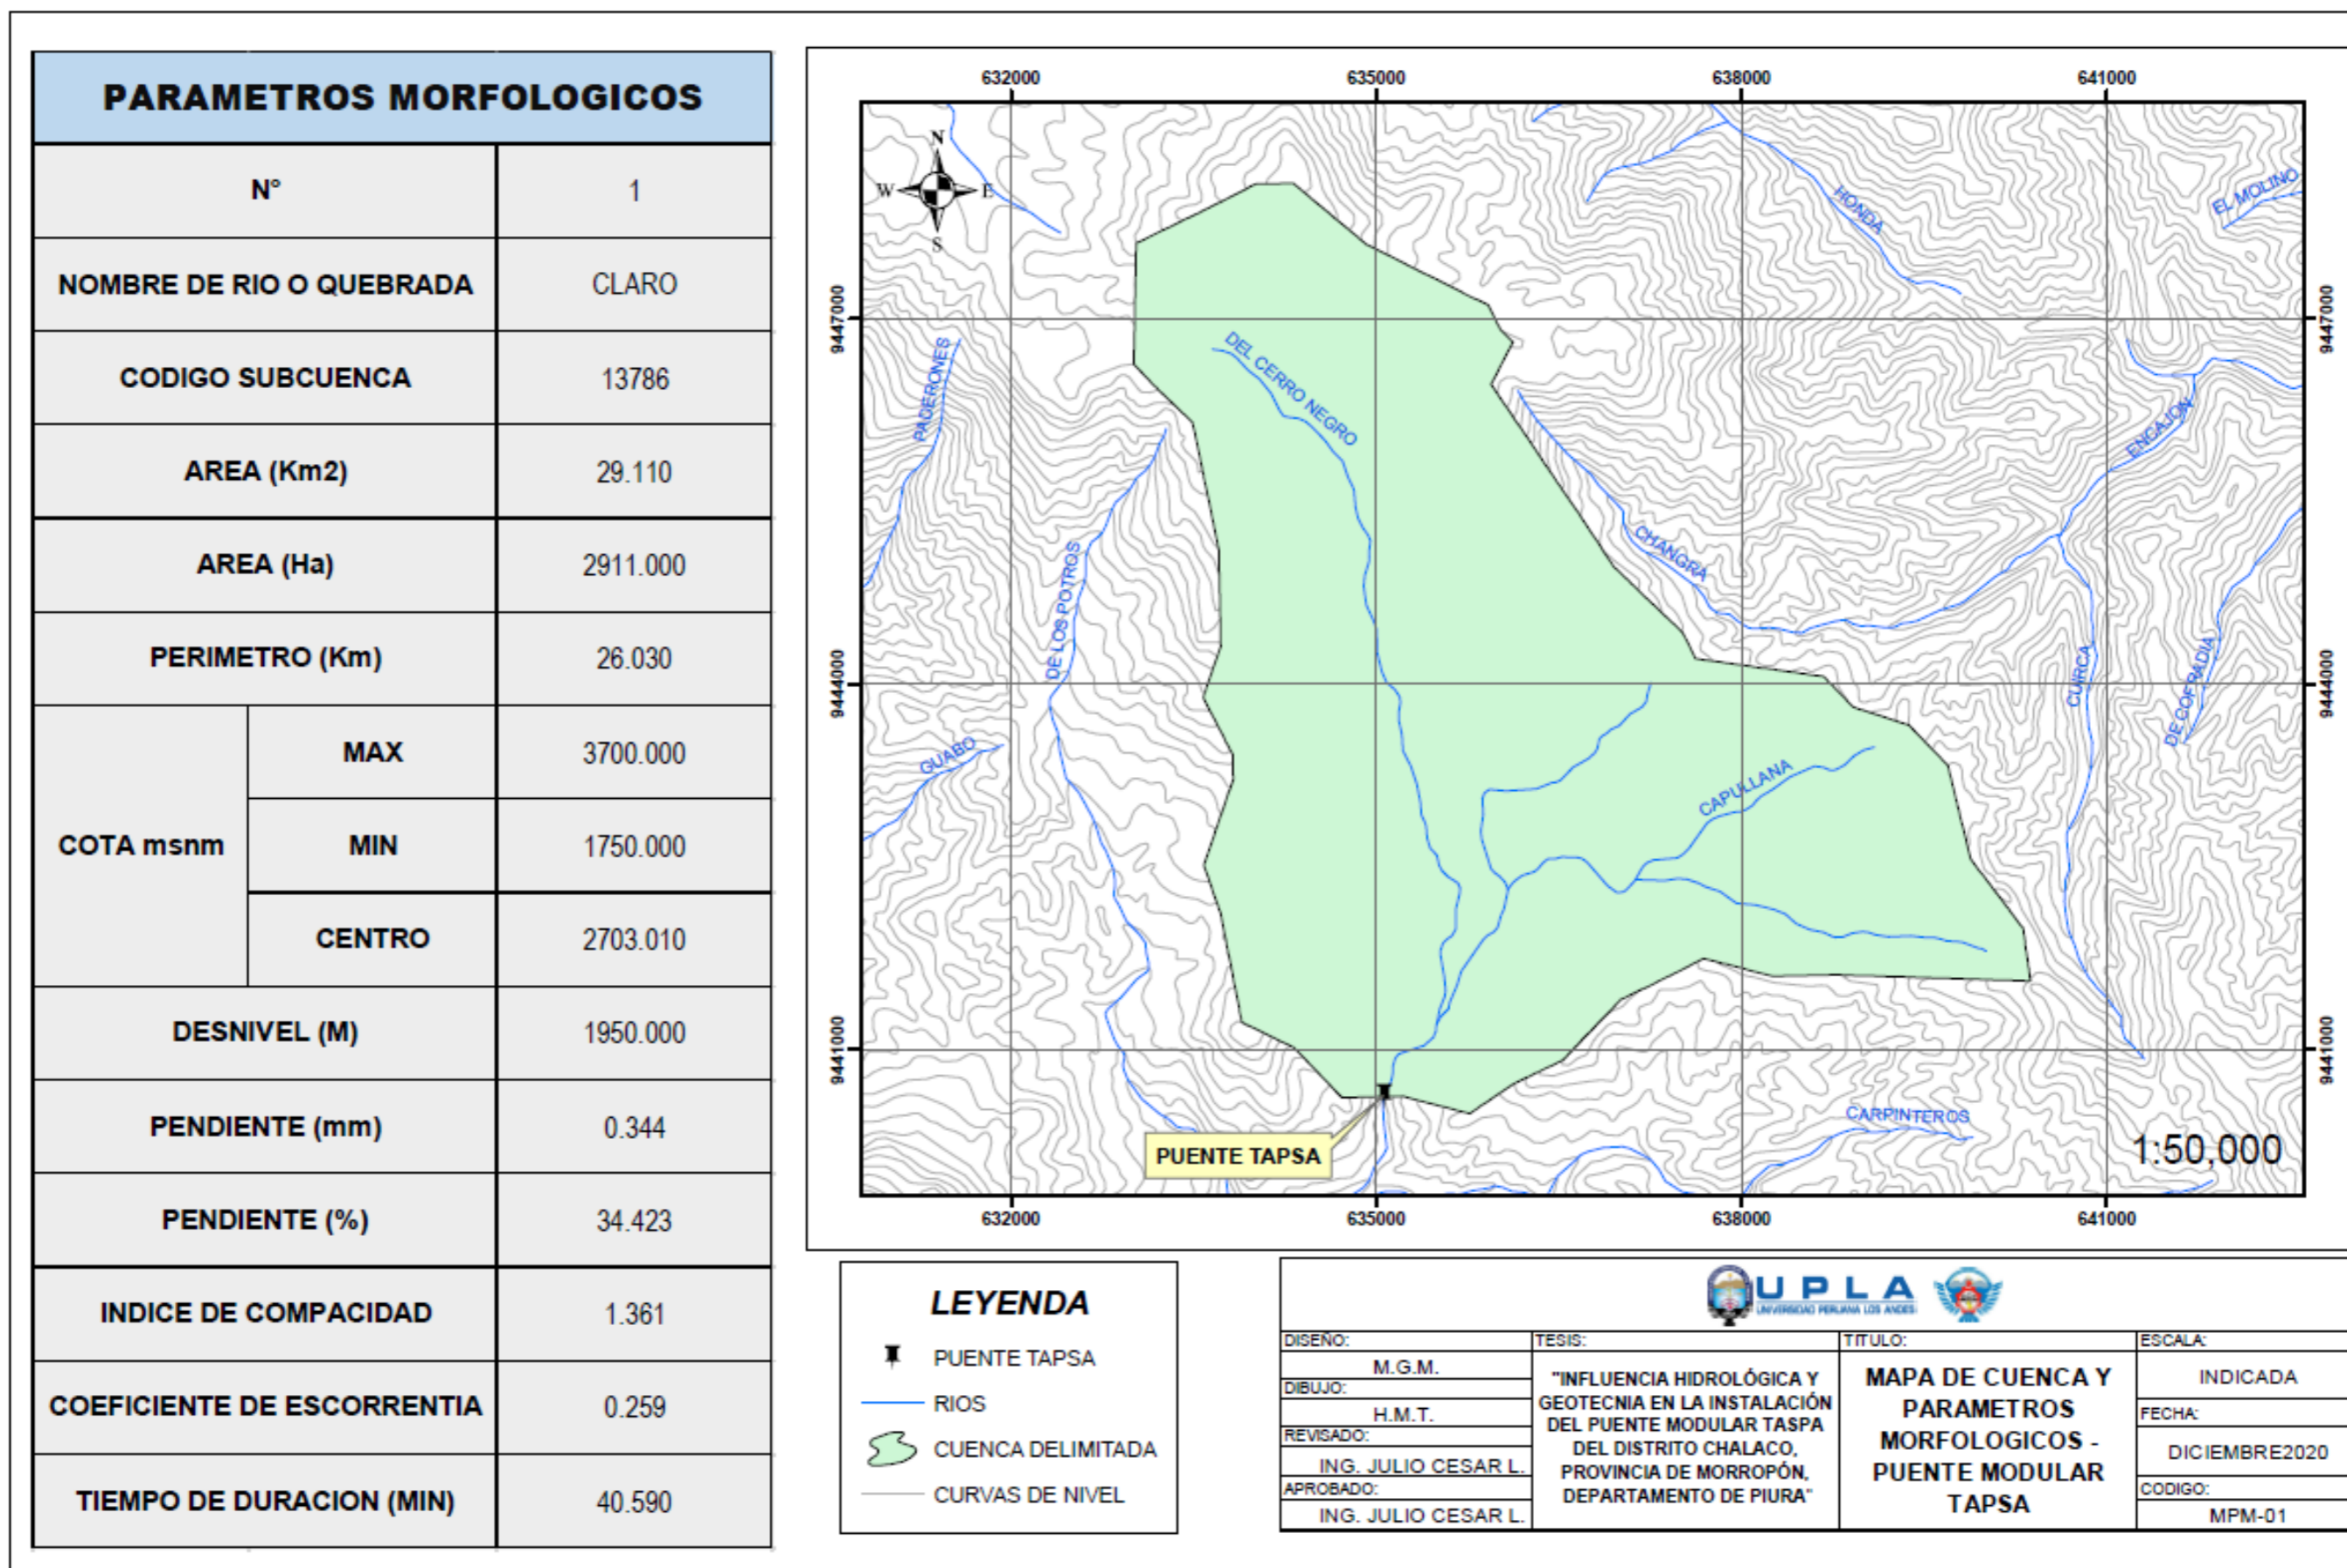 PARAMETROS MORFOLOGICOS
N° 1
NOMBRE DE RIO O QUEBRADA CLARO
CODIGO SUBCUENCA 13786
AREA (Km2) 29.110
AREA (Ha) 2911.000
PERIMETRO (Km) 26.030
COTA msnm
MAX 3700.000
MIN 1750.000
CENTRO 2703.010
DESNIVEL (M) 1950.000
PENDIENTE (mm) 0.344
PENDIENTE (%) 34.423
INDICE DE COMPACIDAD 1.361
COEFICIENTE DE ESCORRENTIA 0.259
TIEMPO DE DURACION (MIN) 40.590
632000 635000 638000 641000
N
W E
S
HONDA
EL MOLINO
9447000 9447000
PADERONES
DEL CERRO NEGRO
ENCAJON
CHANGRA
DE LOS POTROS
9444000 9444000
CUIRCA
DE COFRADIA
GUABO
CAPULLANA
9441000 9441000
CARPINTEROS
PUENTE TAPSA
1:50,000
632000 635000 638000 641000
LEYENDA
PUENTE TAPSA
RIOS
CUENCA DELIMITADA
CURVAS DE NIVEL
UPLA
UNIVERSIDAD PERUANA LOS ANDES
DISEÑO:
M.G.M.
DIBUJO:
H.M.T.
REVISADO:
ING. JULIO CESAR L.
APROBADO:
ING. JULIO CESAR L.
TESIS:
"INFLUENCIA HIDROLÓGICA Y
GEOTECNIA EN LA INSTALACIÓN
DEL PUENTE MODULAR TASPA
DEL DISTRITO CHALACO,
PROVINCIA DE MORROPÓN,
DEPARTAMENTO DE PIURA"
TITULO:
MAPA DE CUENCA Y
PARAMETROS
MORFOLOGICOS -
PUENTE MODULAR
TAPSA
ESCALA:
INDICADA
FECHA:
DICIEMBRE2020
CODIGO:
MPM-01